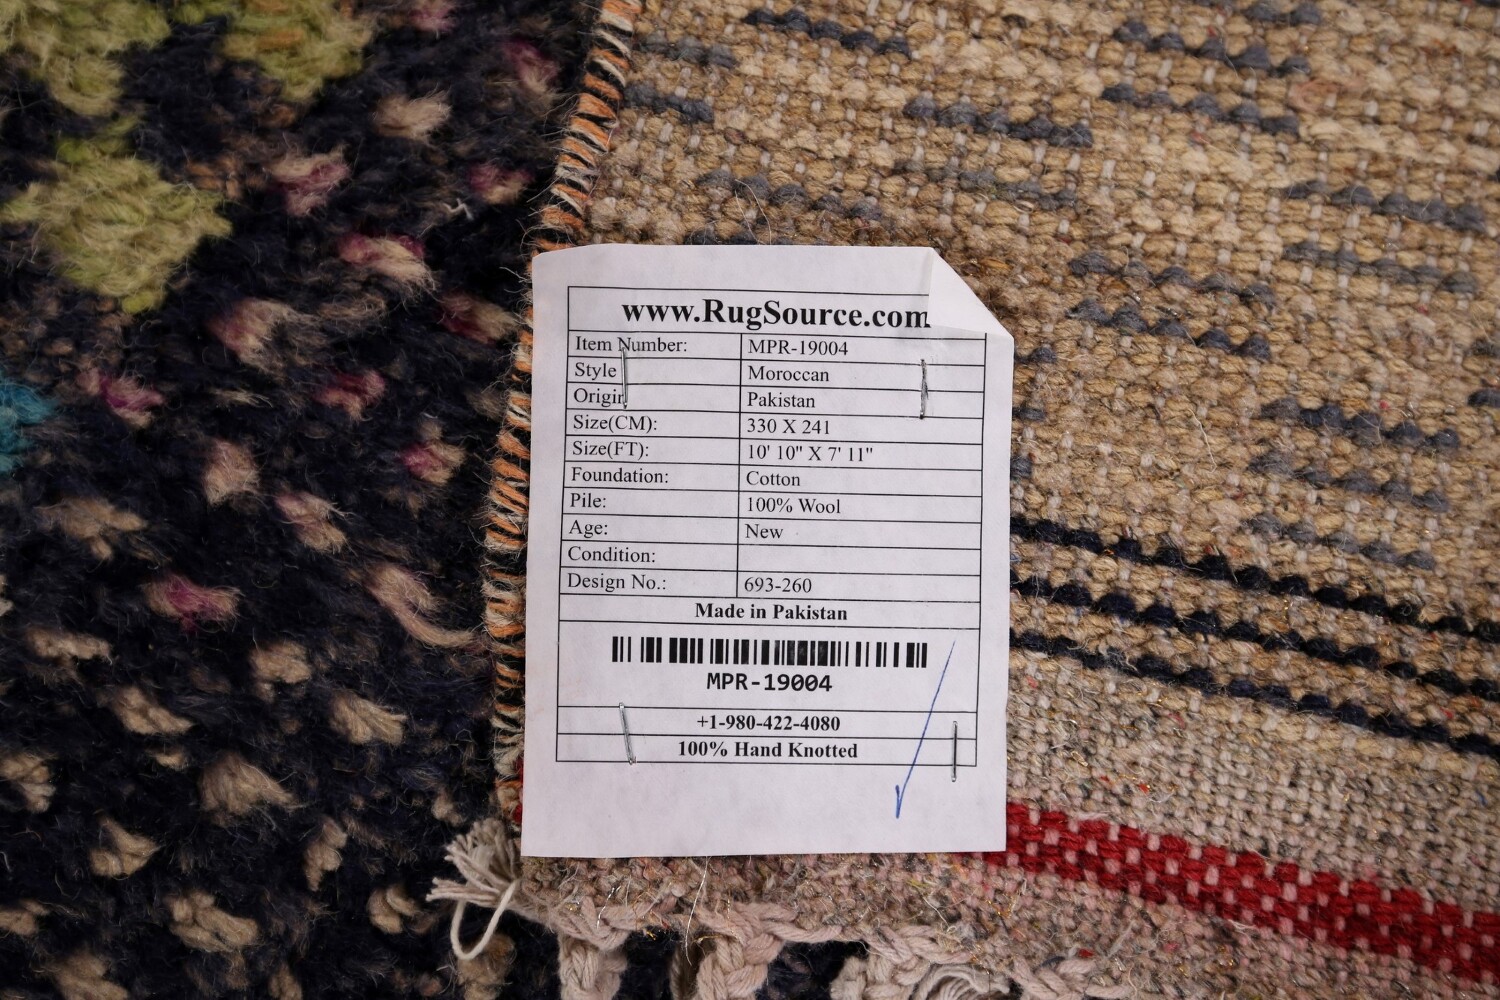 www.RugSource.com
Item Number: MPR-19004
Style Moroccan
Origin Pakistan
Size(CM): 330 X 241
Size(FT): 10' 10" X 7' 11"
Foundation: Cotton
Pile: 100% Wool
Age: New
Condition:
Design No.: 693-260
Made in Pakistan
MPR-19004
+1-980-422-4080
100% Hand Knotted